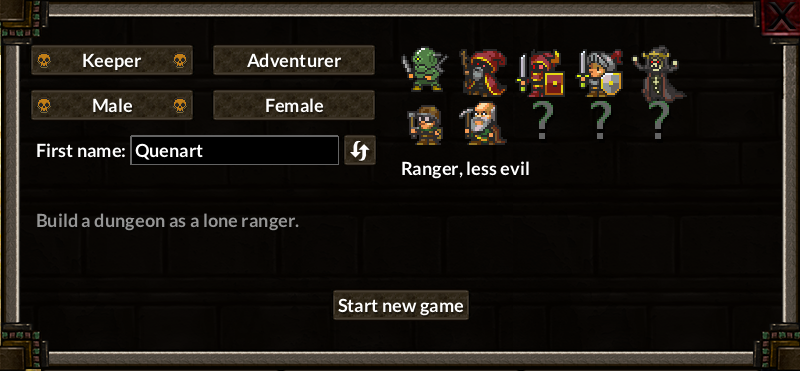 Keeper
Adventurer
Male
Female
First name: Quenart
Ranger, less evil
Build a dungeon as a lone ranger.
Start new game
? ? ?